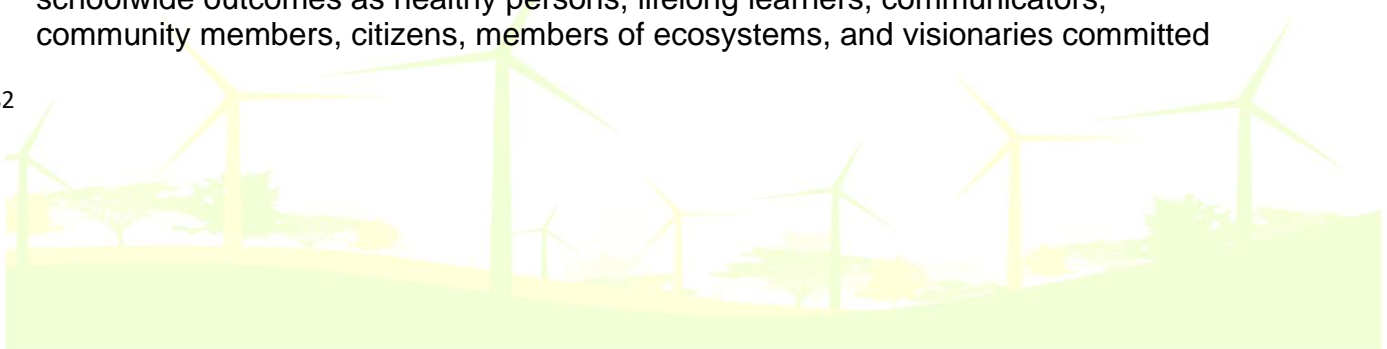 schoolwide outcomes as healthy persons, lifelong learners, communicators,
community members, citizens, members of ecosystems, and visionaries committed
2